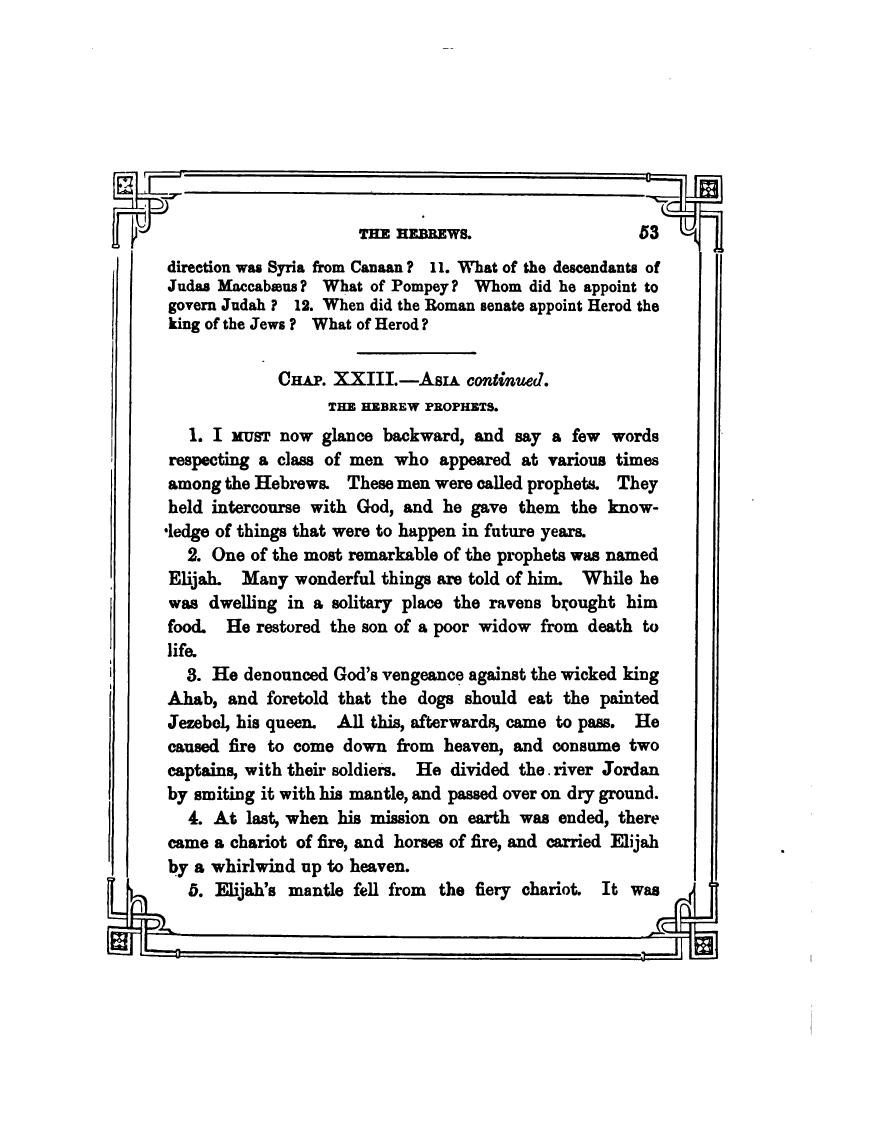 THE HEBREWS. 53
direction was Syria from Canaan? 11. What of the descendants of
Judas Maccabæus? What of Pompey? Whom did he appoint to
govern Judah? 12. When did the Roman senate appoint Herod the
king of the Jews? What of Herod?
CHAP. XXIII.—ASIA continued.
THE HEBREW PROPHETS.
1. I MUST now glance backward, and say a few words
respecting a class of men who appeared at various times
among the Hebrews. These men were called prophets. They
held intercourse with God, and he gave them the know-
ledge of things that were to happen in future years.
2. One of the most remarkable of the prophets was named
Elijah. Many wonderful things are told of him. While he
was dwelling in a solitary place the ravens brought him
food. He restored the son of a poor widow from death to
life.
3. He denounced God's vengeance against the wicked king
Ahab, and foretold that the dogs should eat the painted
Jezebel, his queen. All this, afterwards, came to pass. He
caused fire to come down from heaven, and consume two
captains, with their soldiers. He divided the river Jordan
by smiting it with his mantle, and passed over on dry ground.
4. At last, when his mission on earth was ended, there
came a chariot of fire, and horses of fire, and carried Elijah
by a whirlwind up to heaven.
5. Elijah's mantle fell from the fiery chariot. It was